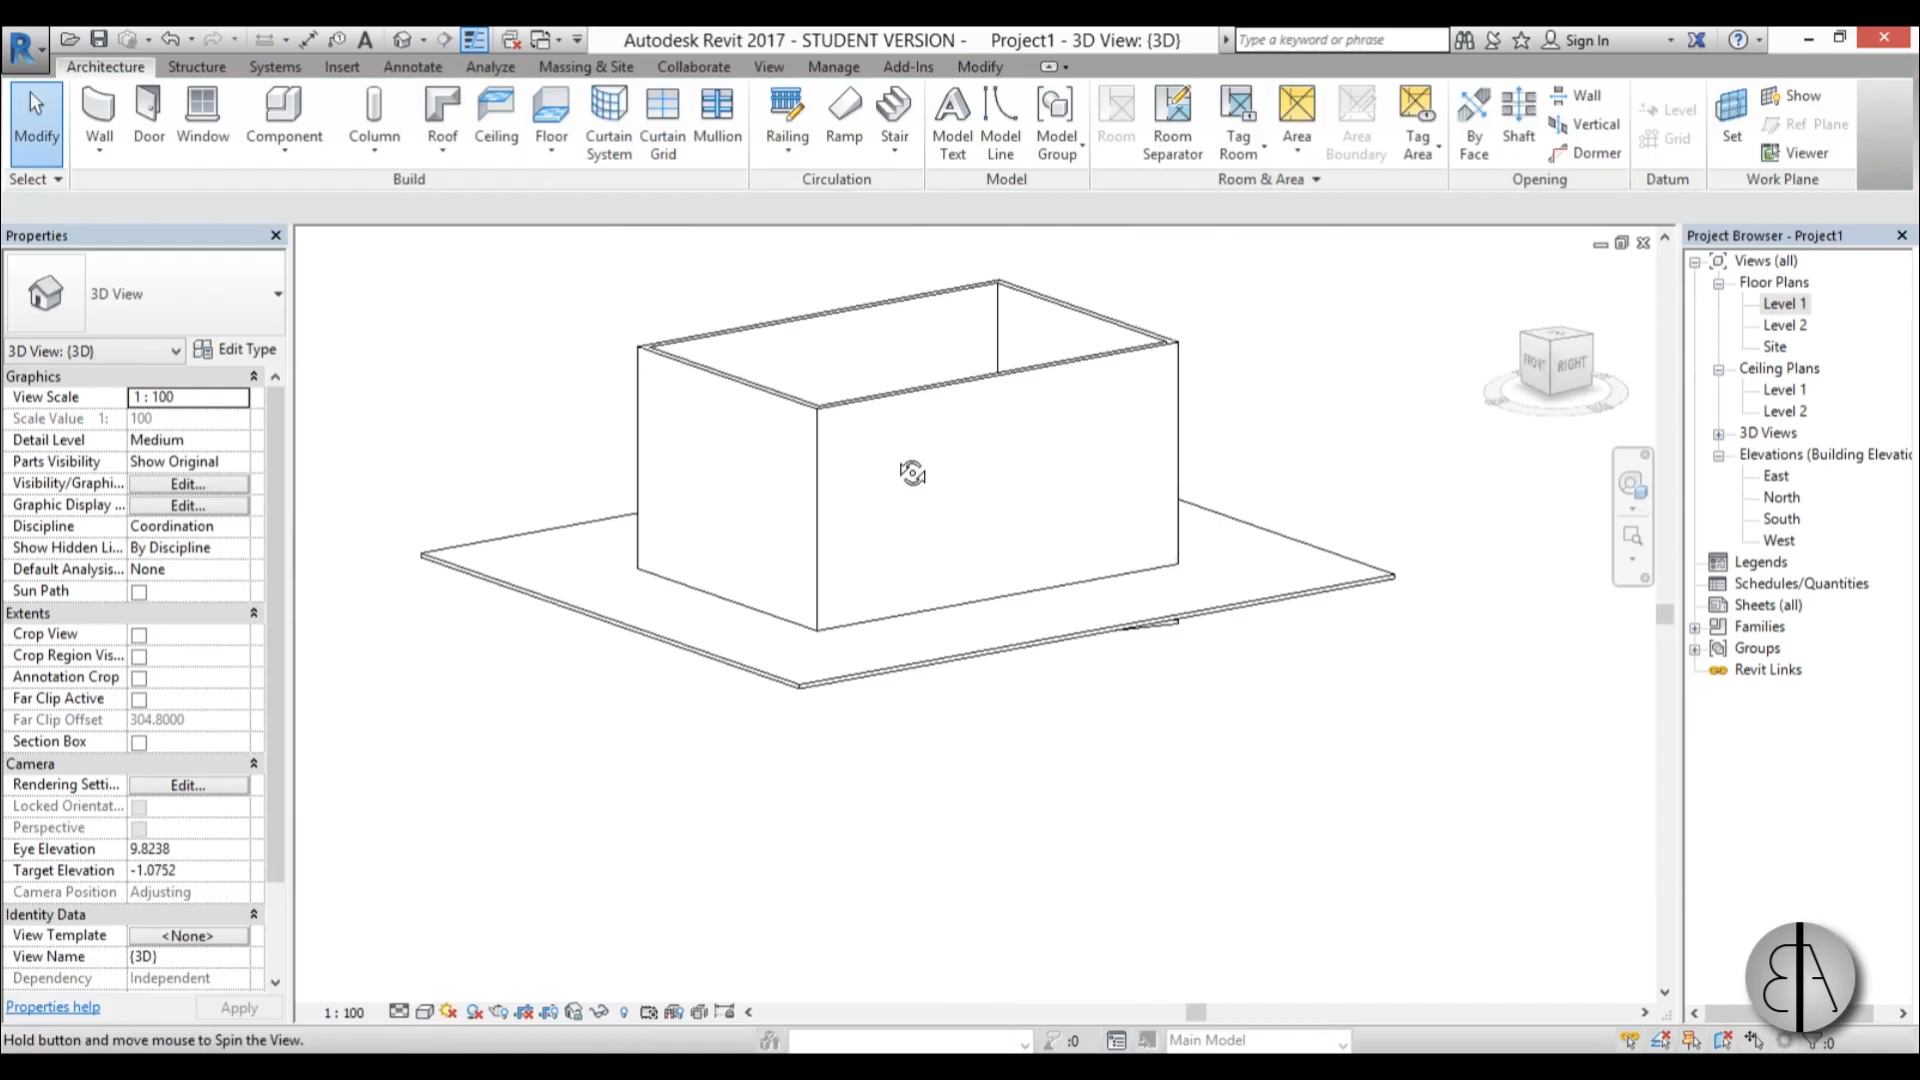 Autodesk Revit 2017 - STUDENT VERSION - Project1 - 3D View: {3D}
Type a keyword or phrase
Sign In
Architecture Structure Systems Insert Annotate Analyze Massing & Site Collaborate View Manage Add-Ins Modify
Modify Wall Door Window Component Column Roof Ceiling Floor Curtain System Curtain Grid Mullion Railing Ramp Stair Model Text Model Line Model Group Room Room Separator Tag Room Area Area Boundary Tag Area By Face Shaft Wall Vertical Dormer Level Grid Set Show Ref Plane Viewer
Select Build Circulation Model Room & Area Opening Datum Work Plane
Properties
3D View
3D View: {3D} Edit Type
Graphics
View Scale 1 : 100
Scale Value 1: 100
Detail Level Medium
Parts Visibility Show Original
Visibility/Graphi... Edit...
Graphic Display ... Edit...
Discipline Coordination
Show Hidden Li... By Discipline
Default Analysis... None
Sun Path
Extents
Crop View
Crop Region Vis...
Annotation Crop
Far Clip Active
Far Clip Offset 304.8000
Section Box
Camera
Rendering Setti... Edit...
Locked Orientat...
Perspective
Eye Elevation 9.8238
Target Elevation -1.0752
Camera Position Adjusting
Identity Data
View Template <None>
View Name {3D}
Dependency Independent
Properties help Apply
FRONT RIGHT
Project Browser - Project1
Views (all)
Floor Plans
Level 1
Level 2
Site
Ceiling Plans
Level 1
Level 2
3D Views
Elevations (Building Elevatio
East
North
South
West
Legends
Schedules/Quantities
Sheets (all)
Families
Groups
Revit Links
1 : 100
Hold button and move mouse to Spin the View.
:0
Main Model
:0
BA